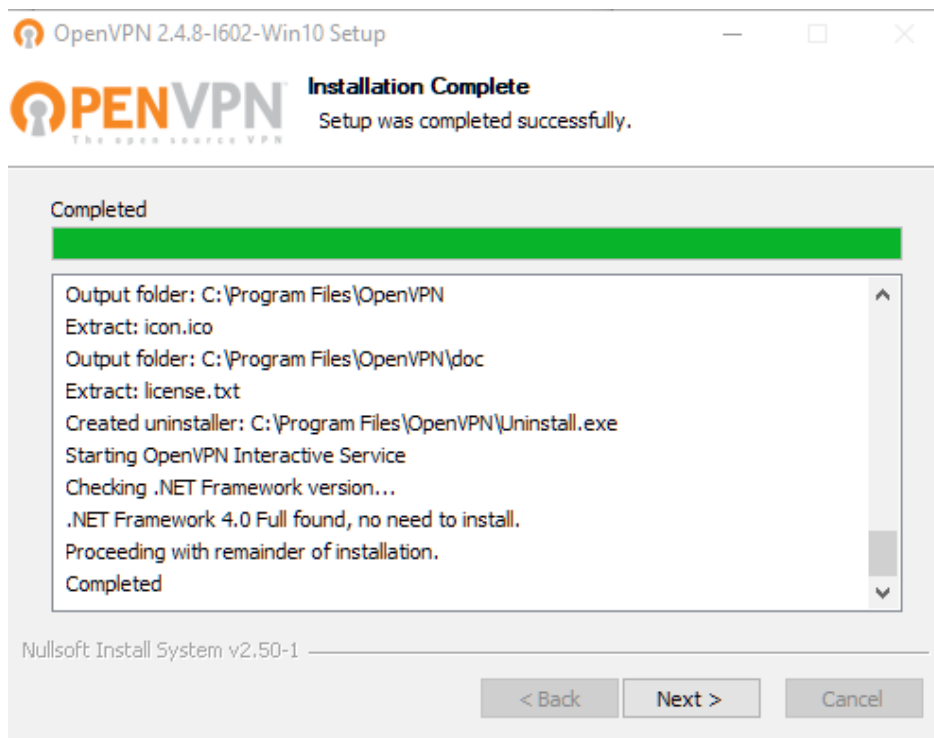 OpenVPN 2.4.8-I602-Win10 Setup
OPENVPN
The open source VPN
Installation Complete
Setup was completed successfully.
Completed
Output folder: C:\Program Files\OpenVPN
Extract: icon.ico
Output folder: C:\Program Files\OpenVPN\doc
Extract: license.txt
Created uninstaller: C:\Program Files\OpenVPN\Uninstall.exe
Starting OpenVPN Interactive Service
Checking .NET Framework version...
.NET Framework 4.0 Full found, no need to install.
Proceeding with remainder of installation.
Completed
Nullsoft Install System v2.50-1
< Back Next > Cancel